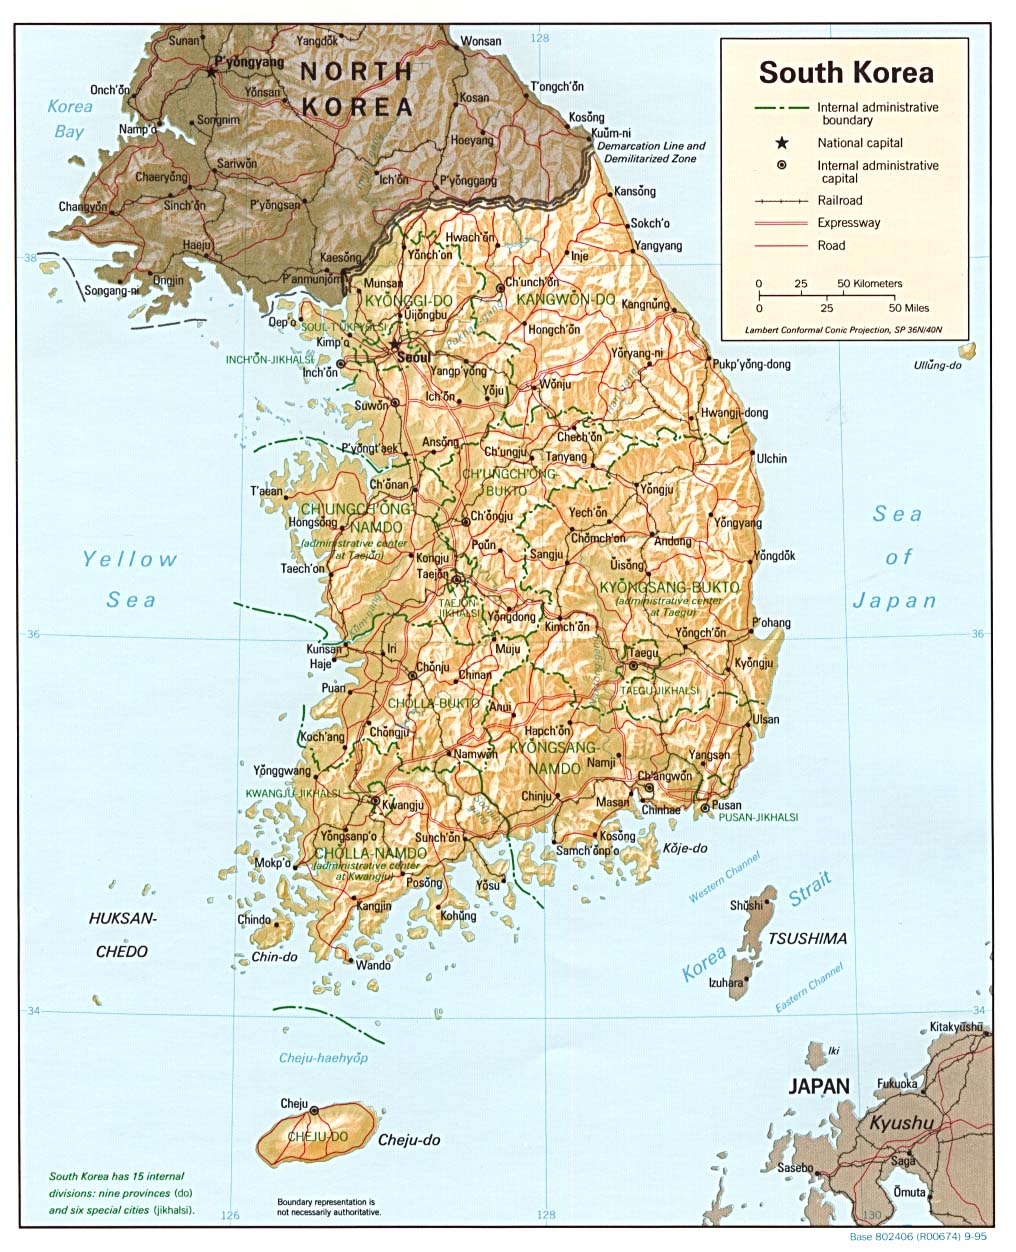 South Korea
Internal administrative
boundary
National capital
Internal administrative
capital
Railroad
Expressway
Road
0 25 50 Kilometers
0 25 50 Miles
Lambert Conformal Conic Projection, SP 36N/40N
128
Sunan
Yangdŏk
Wonsan
P'yŏngyang
NORTH
KOREA
Onch'ŏn
Yŏnsan
Kosan
T'ongch'ŏn
Korea
Bay
Namp'o
Songnim
Hoeyang
Kosŏng
Kuŭm-ni
Demarcation Line and
Demilitarized Zone
Sariwŏn
Chaeryŏng
Ich'ŏn
P'yŏnggang
Kansŏng
Changyŏn
Sinch'ŏn
P'yŏngsan
Sokch'o
Haeju
Hwach'ŏn
Yangyang
Kaesŏng
Yŏnch'on
Inje
38
Ongjin
P'anmunjŏm
Munsan
Ch'unch'ŏn
Songang-ni
KYŎNGGI-DO
KANGWŎN-DO
Kangnŭng
Oep'o
Uijŏngbu
SOUL-T'ŬKPYŎLSI
Hongch'ŏn
Kimp'o
Seoul
INCH'ŎN-JIKHALSI
Inch'ŏn
Yangp'yŏng
Yŏryang-ni
Pukp'yŏng-dong
Ullŭng-do
Ich'ŏn
Yŏju
Wŏnju
Suwŏn
Hwangji-dong
P'yŏngt'aek
Ansŏng
Chech'ŏn
Ch'ungju
Tanyang
Ulchin
CH'UNGCH'ŎNG-
BUKTO
T'aean
Ch'ŏnan
Yŏngju
CH'UNGCH'ŎNG-
NAMDO
(administrative center
at Taejŏn)
Hongsŏng
Ch'ŏngju
Yech'ŏn
Yŏngyang
Chŏmch'on
Andong
Sea
of
Japan
Yellow
Sea
Kongju
Poŭn
Sangju
Yŏngdŏk
Taech'on
Taejŏn
Ŭisŏng
KYŎNGSANG-BUKTO
(administrative center
at Taegu)
TAEJŎN-
JIKHALSI
Yŏngdong
Kimch'ŏn
P'ohang
36
36
Kunsan
Haje
Iri
Muju
Yŏngch'ŏn
Taegu
Kyŏngju
Chŏnju
Chinan
Puan
TAEGU-JIKHALSI
CHŎLLA-BUKTO
Anui
Ulsan
Koch'ang
Chŏngju
Hapch'ŏn
KYŎNGSANG-
NAMDO
Namwŏn
Namji
Yangsan
Yŏnggwang
Ch'angwŏn
KWANGJU-JIKHALSI
Kwangju
Chinju
Masan
Chinhae
Pusan
PUSAN-JIKHALSI
Yŏngsanp'o
Sunch'ŏn
Kosŏng
Samch'ŏnp'o
Kŏje-do
CHŎLLA-NAMDO
(administrative center
at Kwangju)
Mokp'o
Posŏng
Yŏsu
Western Channel
Strait
Kangjin
Kohŭng
Shŭshi
HUKSAN-
CHEDO
Chindo
Chin-do
TSUSHIMA
Wando
Korea
Izuhara
Eastern Channel
34
34
Kitakyūshū
Cheju-haehyŏp
Iki
JAPAN
Fukuoka
Cheju
Kyushu
CHEJU-DO
Cheju-do
Saga
Sasebo
Ōmuta
South Korea has 15 internal
divisions: nine provinces (do)
and six special cities (jikhalsi).
Boundary representation is
not necessarily authoritative.
126
128
130
Base 802406 (R00674) 9-95